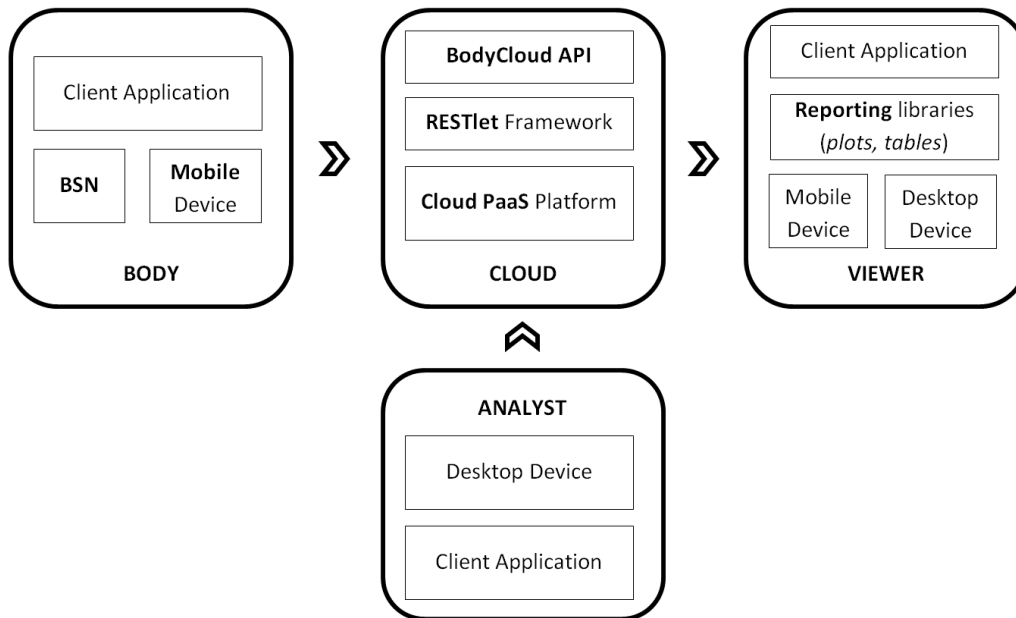 Client Application
BSN
Mobile
Device
BODY
BodyCloud API
RESTlet Framework
Cloud PaaS Platform
CLOUD
Client Application
Reporting libraries
(plots, tables)
Mobile
Device
Desktop
Device
VIEWER
ANALYST
Desktop Device
Client Application